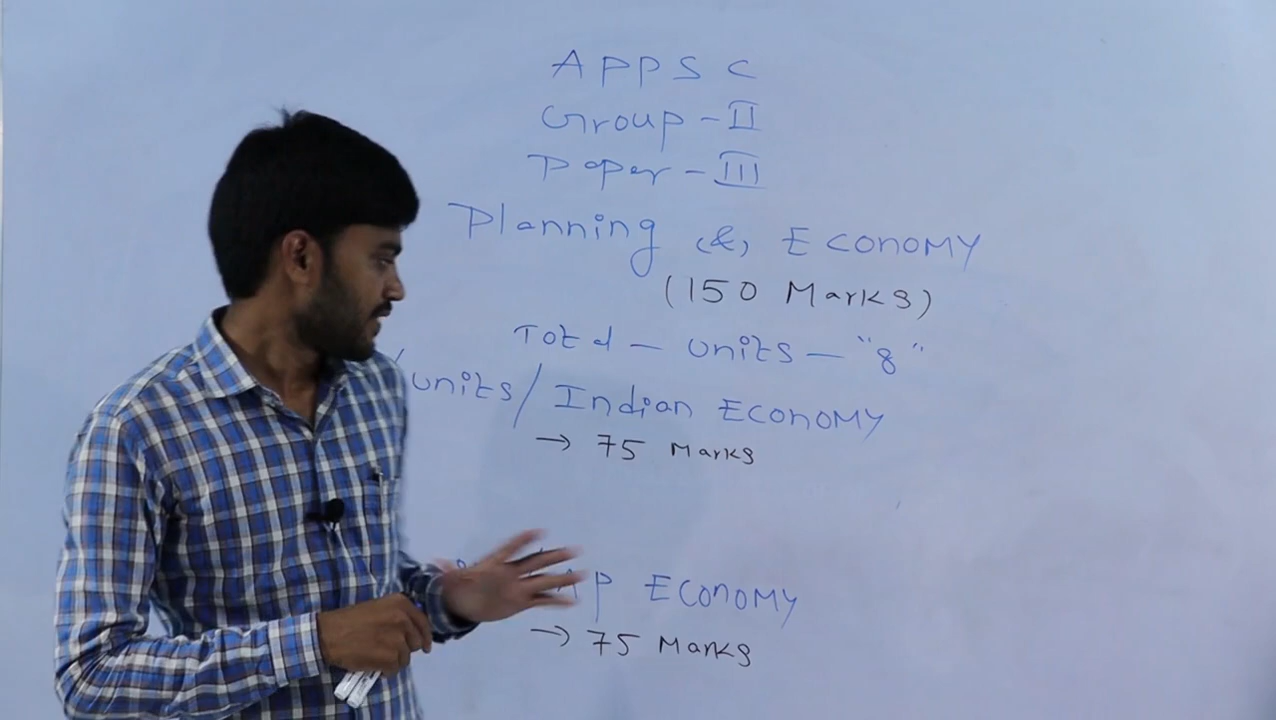 APPSC
Group - II
Paper - III
Planning & Economy
(150 Marks)
Total - units - "8"
units/ Indian Economy
→ 75 Marks
AP Economy
→ 75 Marks